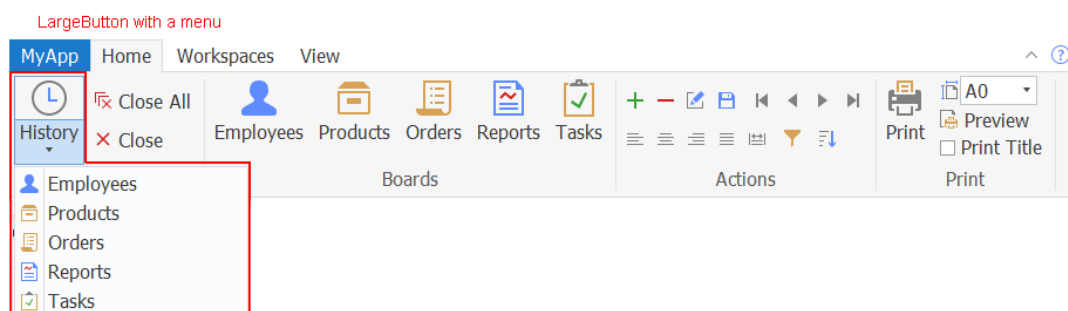 LargeButton with a menu
MyApp Home Workspaces View
History Close All Close Employees Products Orders Reports Tasks Print A0 Preview Print Title
Boards Actions Print
Employees
Products
Orders
Reports
Tasks